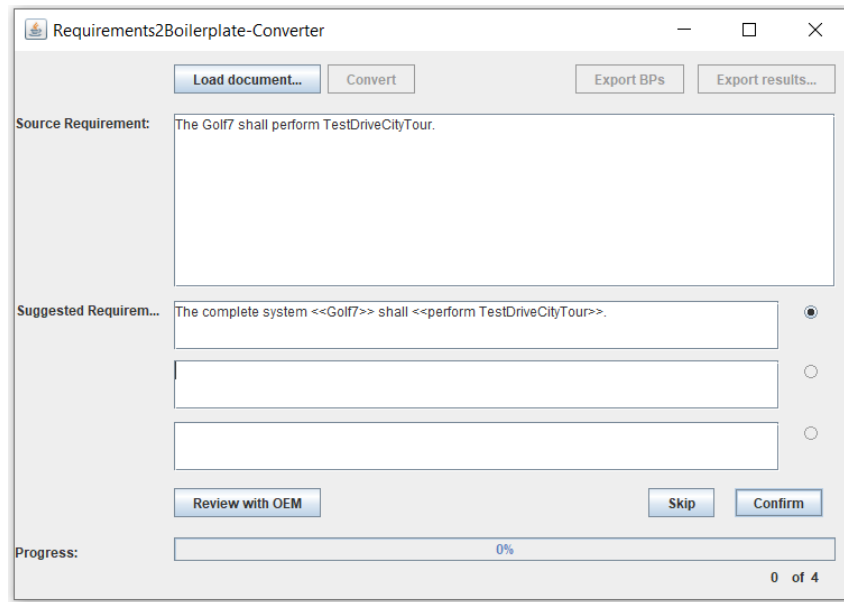 Requirements2Boilerplate-Converter
Load document... Convert Export BPs Export results...
Source Requirement: The Golf7 shall perform TestDriveCityTour.
Suggested Requirem... The complete system <<Golf7>> shall <<perform TestDriveCityTour>>.
Review with OEM Skip Confirm
Progress: 0%
0 of 4